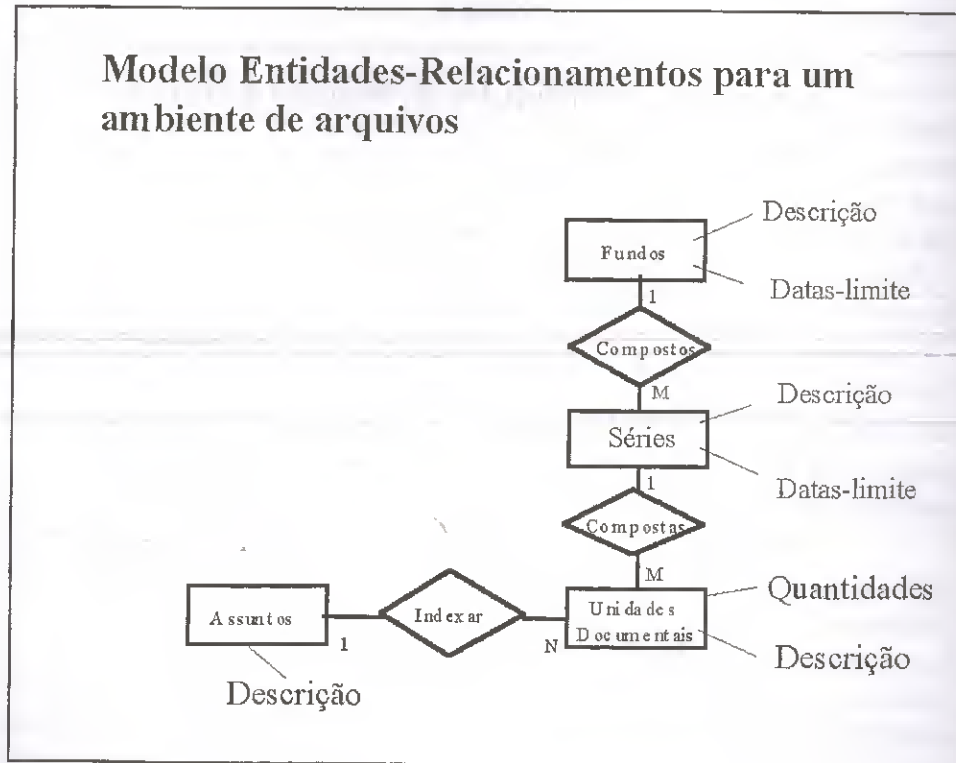 Modelo Entidades-Relacionamentos para um
ambiente de arquivos
Descrição
Fundos
Datas-limite
1
Compostos
M
Descrição
Séries
Datas-limite
1
Compostas
M
Quantidades
Assuntos
Indexar
Unidades
Documentais
1
N
Descrição
Descrição